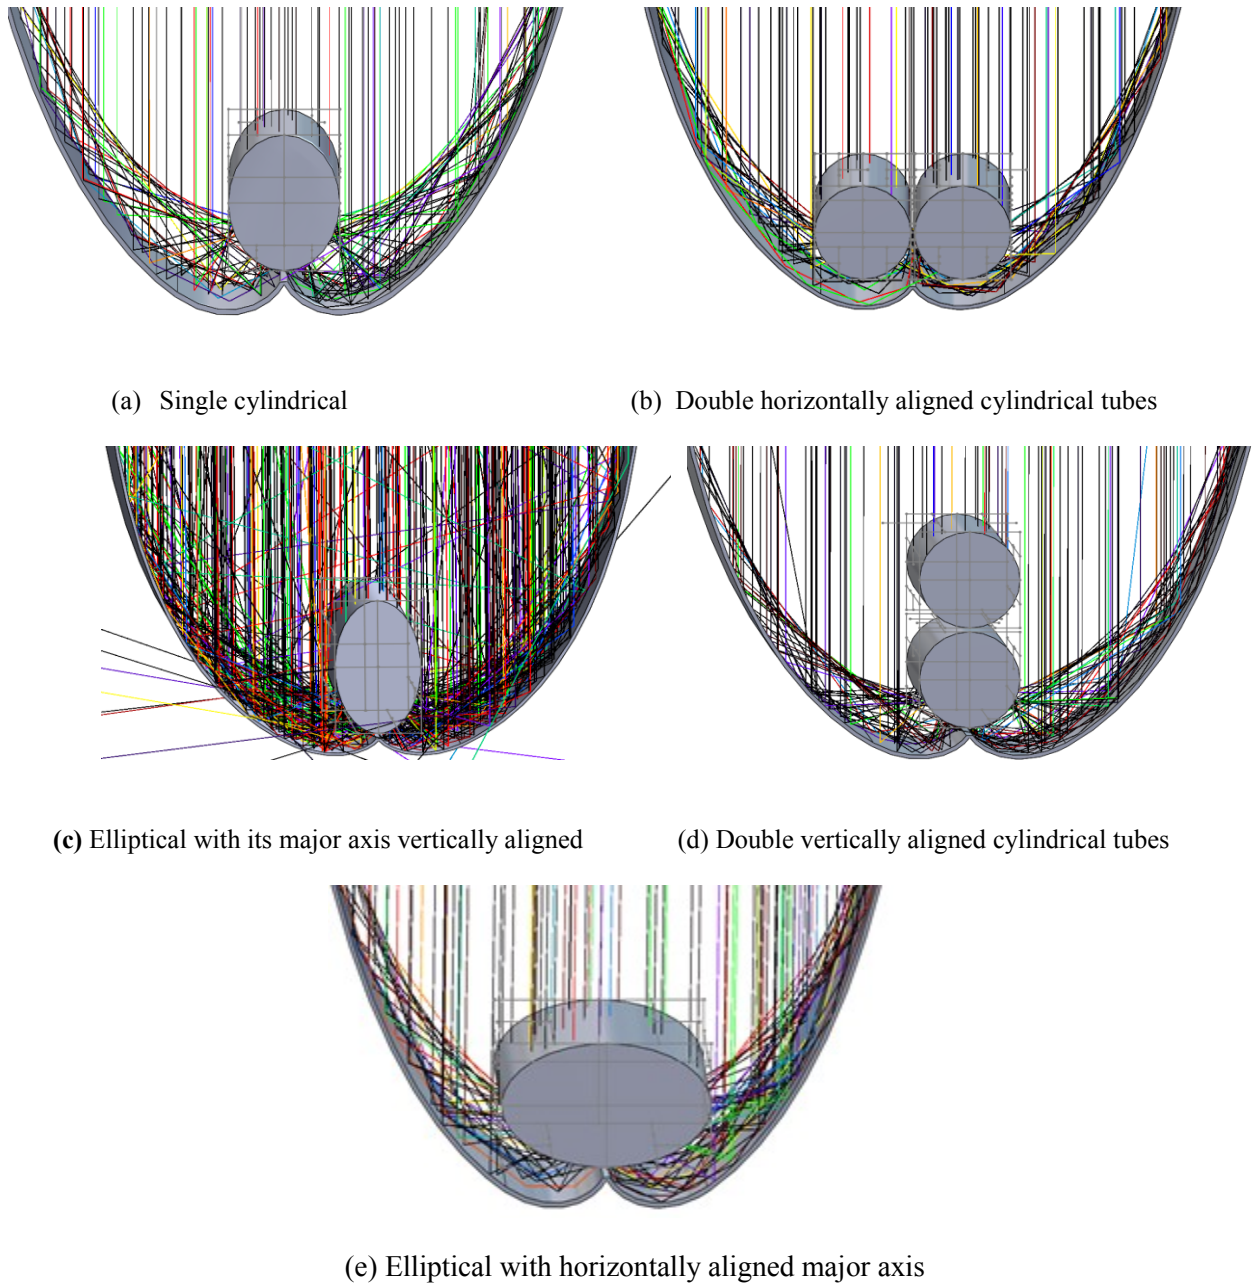 (a) Single cylindrical
(b) Double horizontally aligned cylindrical tubes
(c) Elliptical with its major axis vertically aligned
(d) Double vertically aligned cylindrical tubes
(e) Elliptical with horizontally aligned major axis